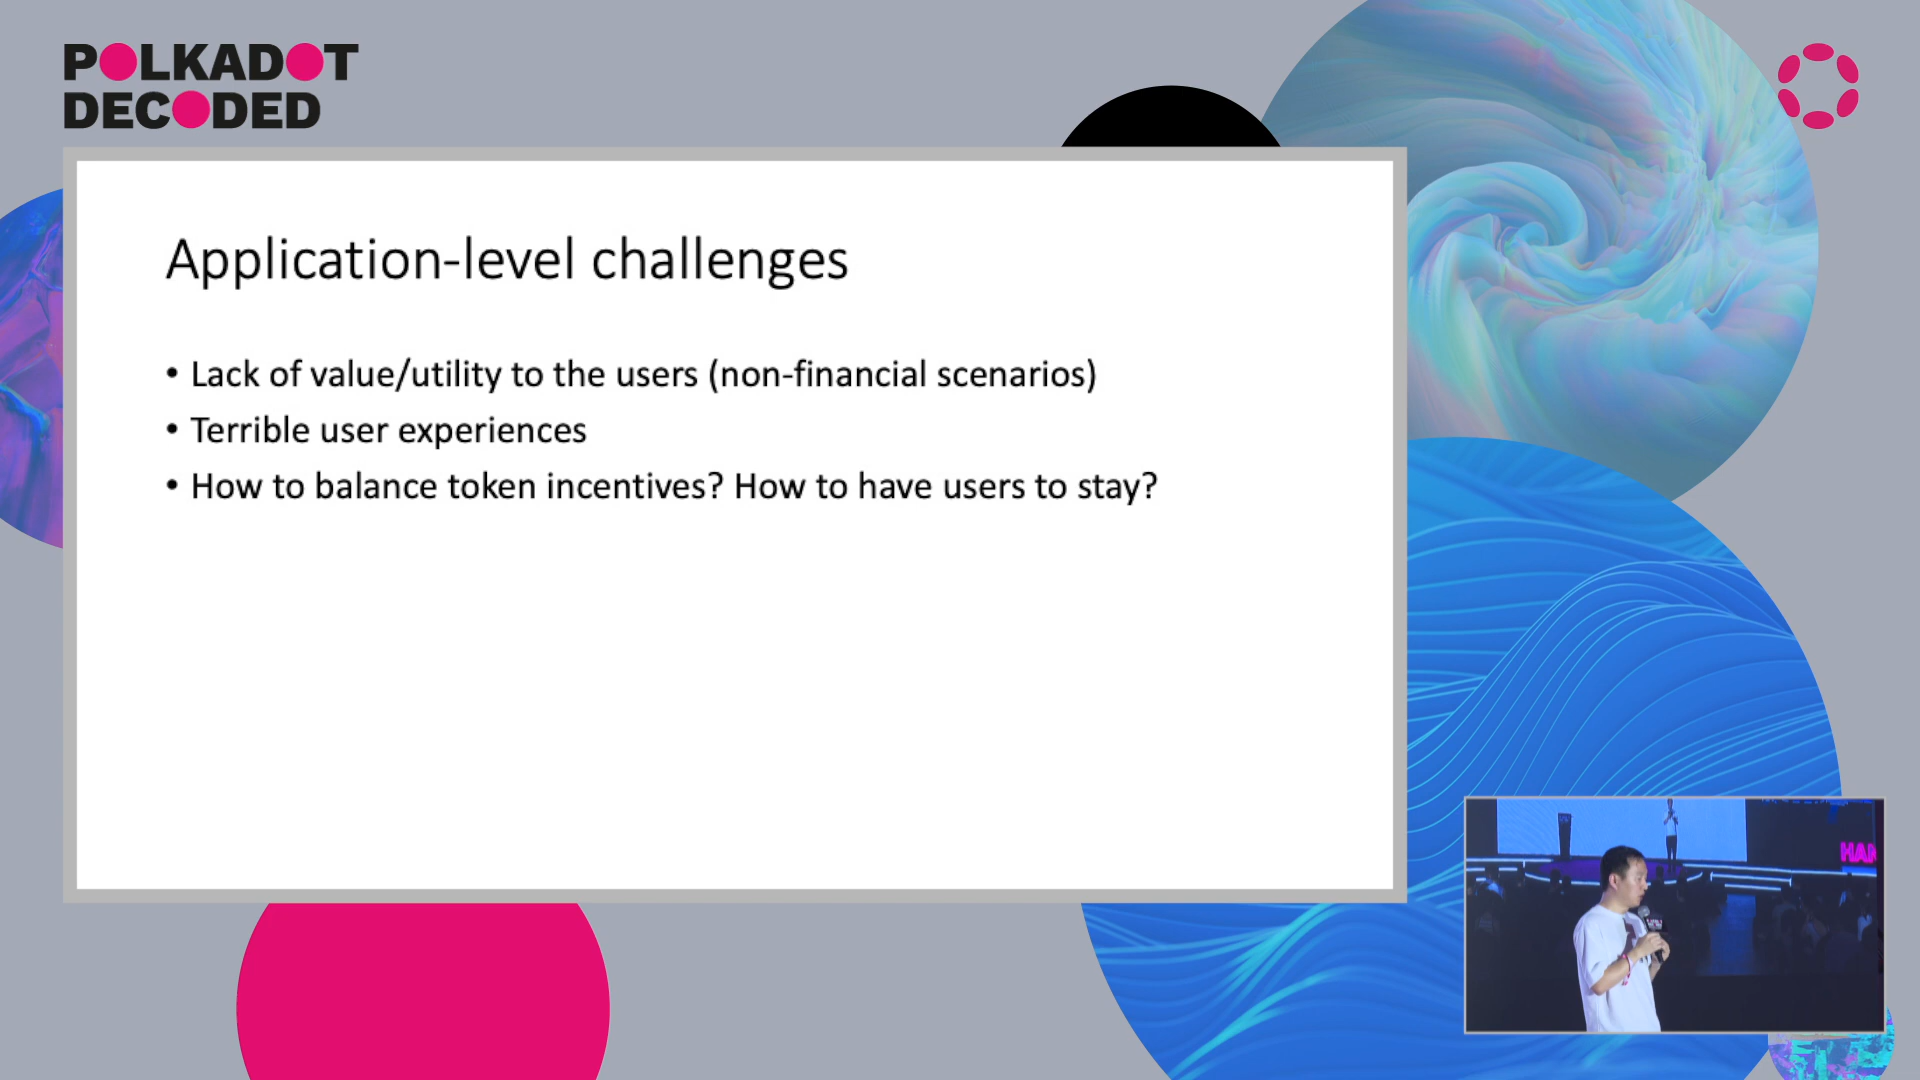 POLKADOT
DECODED
Application-level challenges
• Lack of value/utility to the users (non-financial scenarios)
• Terrible user experiences
• How to balance token incentives? How to have users to stay?
HAN